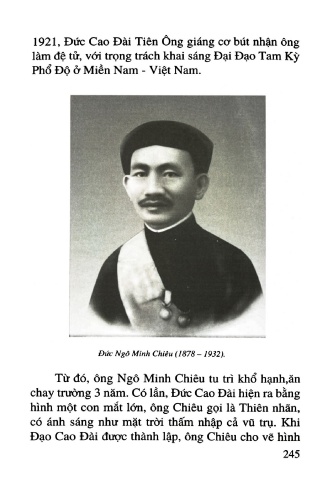 1921, Đức Cao Đài Tiên Ông giáng cơ bút nhận ông
làm đệ tử, với trọng trách khai sáng Đại Đạo Tam Kỳ
Phổ Độ ở Miền Nam - Việt Nam.
Đức Ngô Minh Chiêu (1878 – 1932).
Từ đó, ông Ngô Minh Chiêu tu trì khổ hạnh,ăn
chay trường 3 năm. Có lần, Đức Cao Đài hiện ra bằng
hình một con mắt lớn, ông Chiêu gọi là Thiên nhãn,
có ánh sáng như mặt trời thấm nhập cả vũ trụ. Khi
Đạo Cao Đài được thành lập, ông Chiêu cho vẽ hình
245